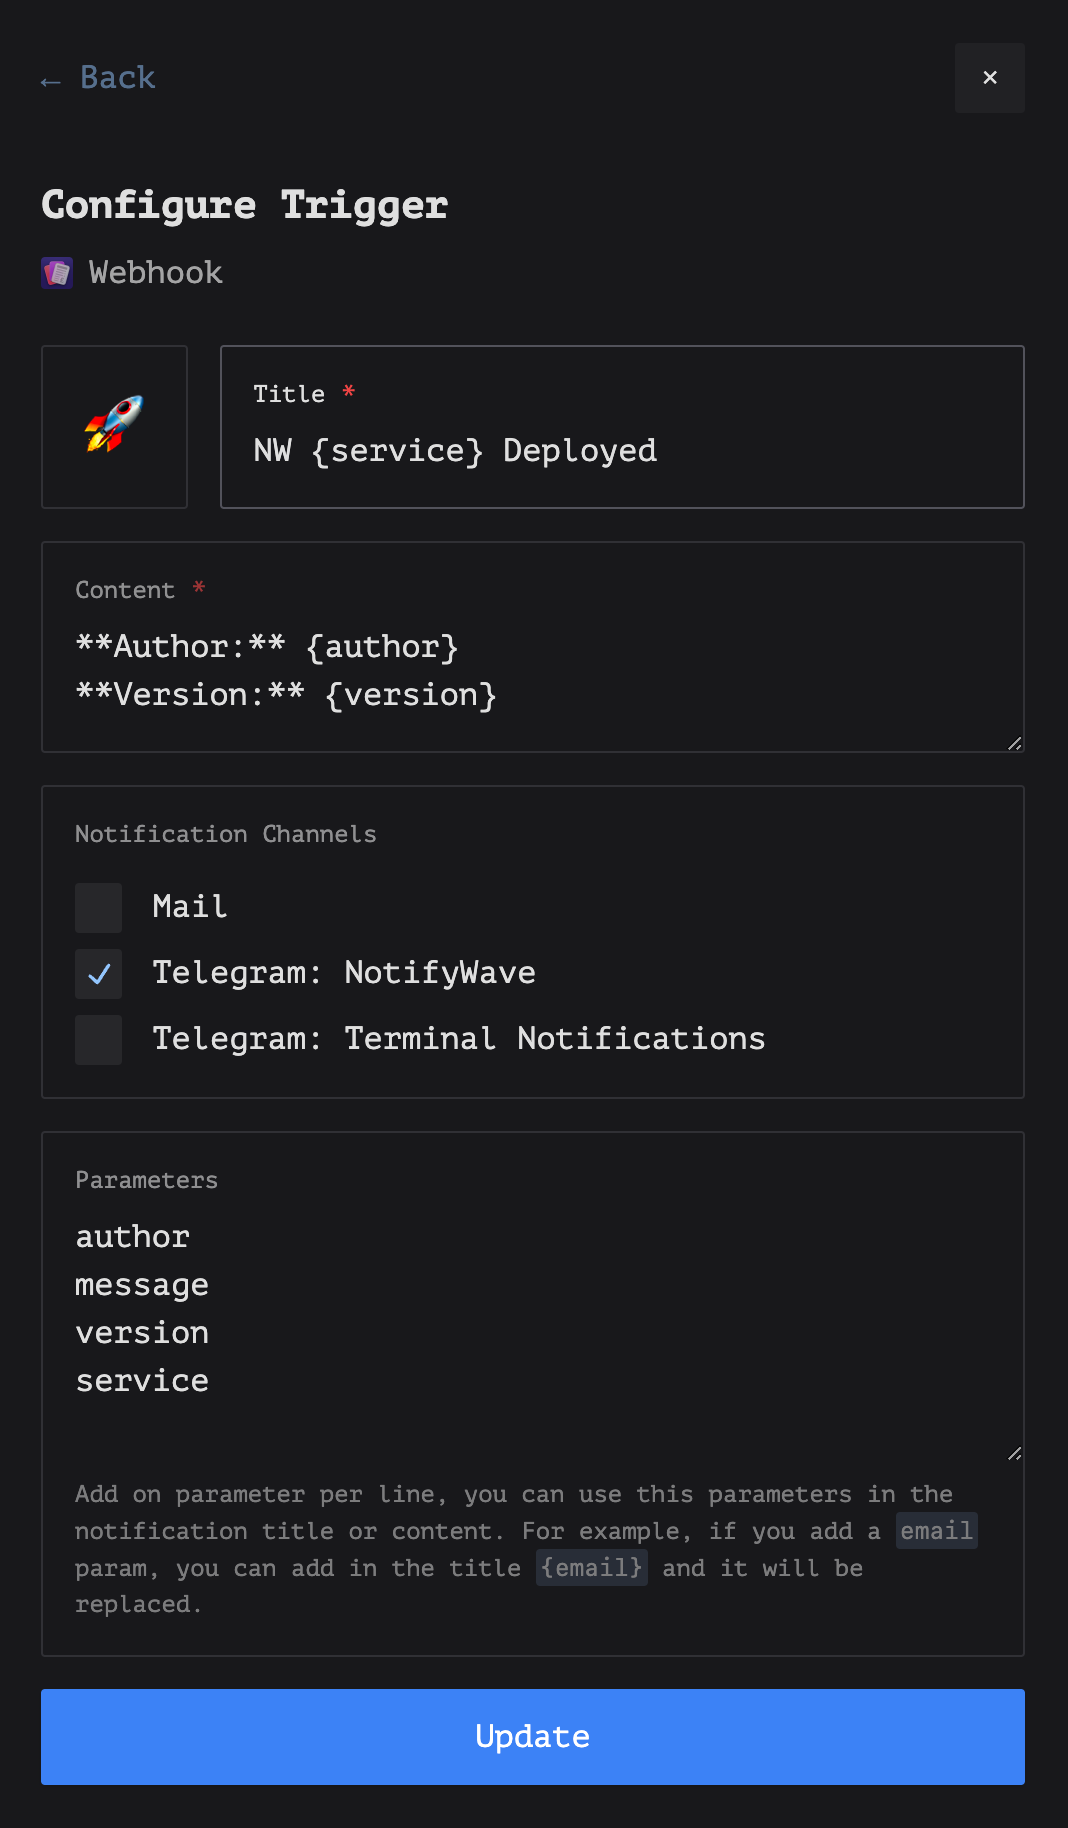 ← Back
×
Configure Trigger
Webhook
Title *
NW {service} Deployed
Content *
**Author:** {author}
**Version:** {version}
Notification Channels
Mail
Telegram: NotifyWave
Telegram: Terminal Notifications
Parameters
author
message
version
service
Add on parameter per line, you can use this parameters in the
notification title or content. For example, if you add a email
param, you can add in the title {email} and it will be
replaced.
Update